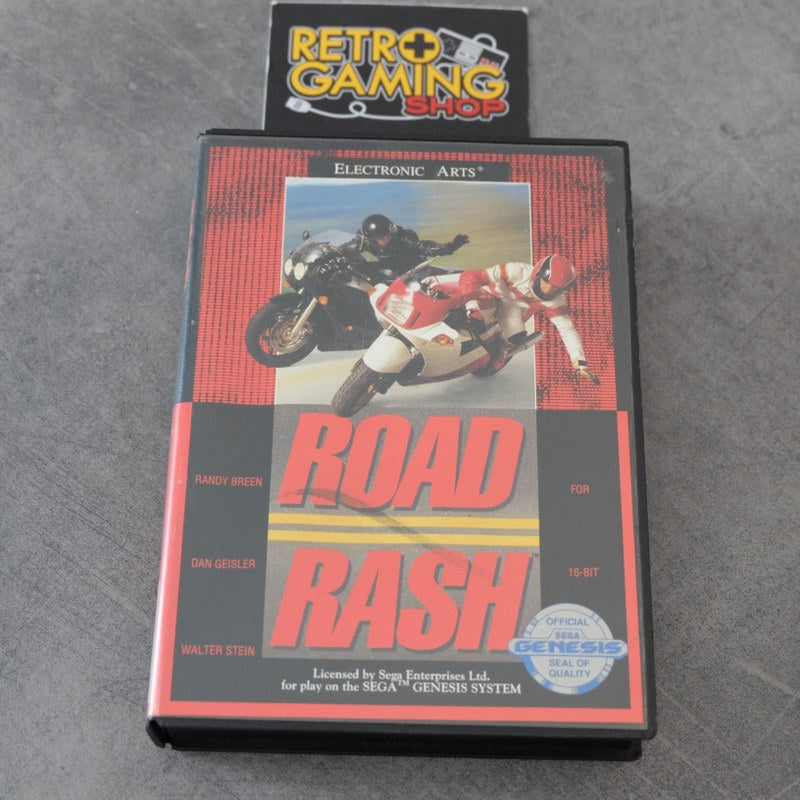 RETRO
GAMING
SHOP
ELECTRONIC ARTS®
ROAD
RASH™
RANDY BREEN
DAN GEISLER
WALTER STEIN
FOR
16-BIT
OFFICIAL
SEGA
GENESIS
SEAL OF
QUALITY
Licensed by Sega Enterprises Ltd.
for play on the SEGA™ GENESIS SYSTEM